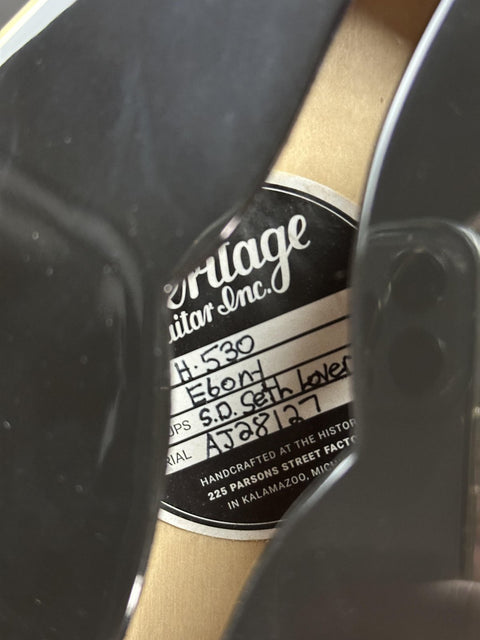 eritage
uitar Inc.
H-530
Ebony
UPS S.D. Seth Lover
RIAL AJ28127
HANDCRAFTED AT THE HISTOR
225 PARSONS STREET FACTO
IN KALAMAZOO, MICH